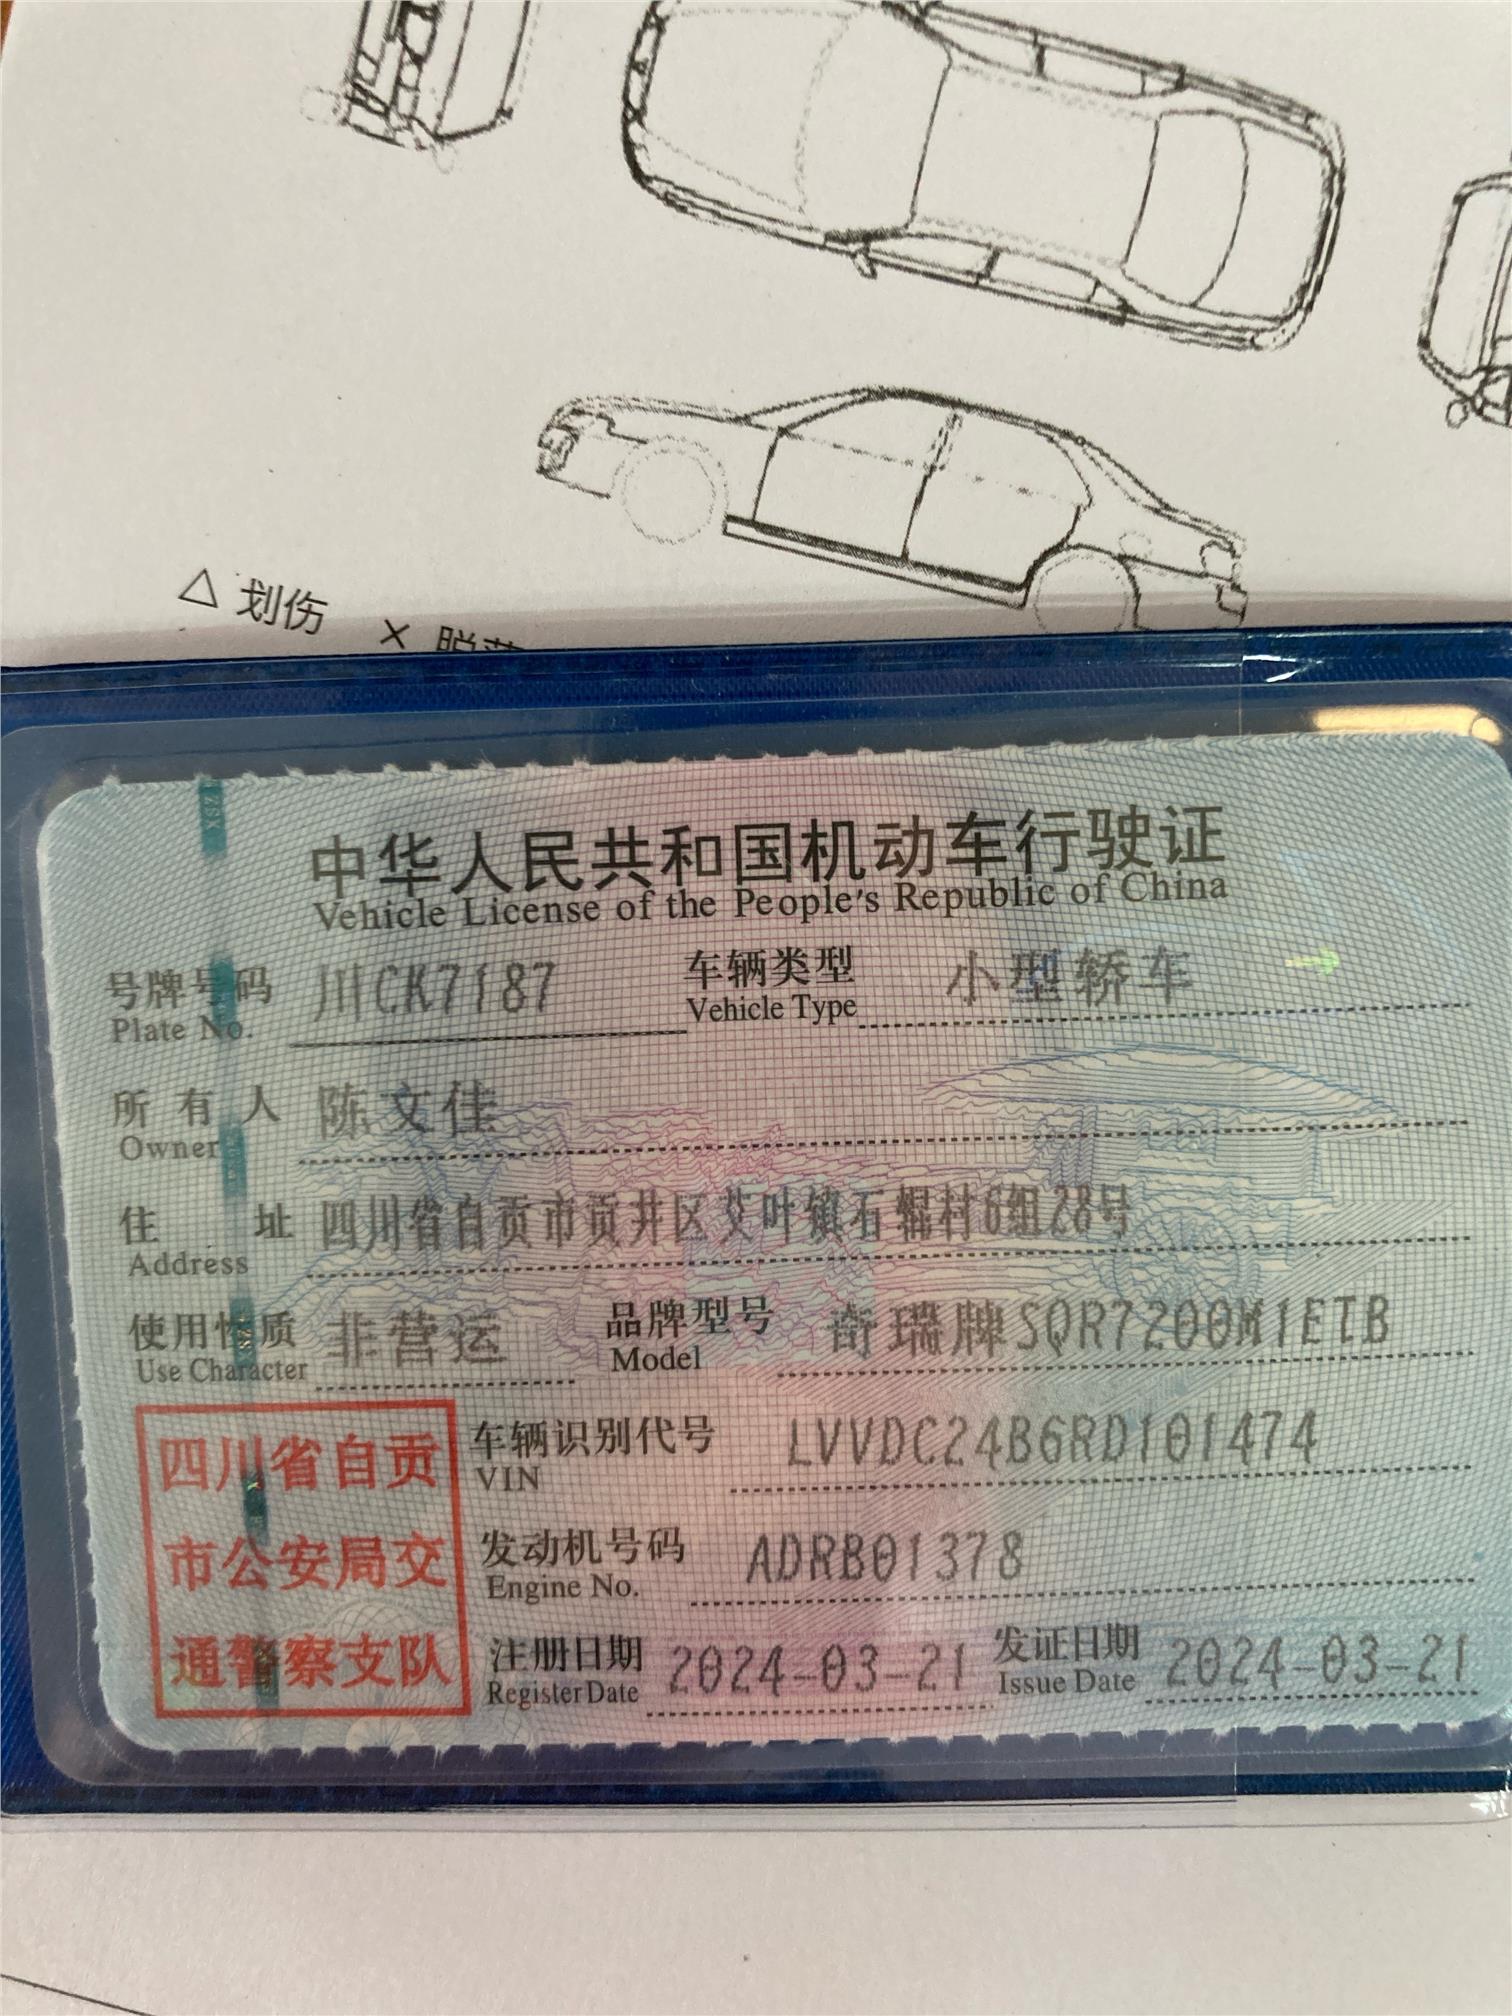 △ 划伤 × 脱落
中华人民共和国机动车行驶证
Vehicle License of the People's Republic of China
号牌号码 川CK7187 车辆类型 小型轿车
Plate No. Vehicle Type
所有人 陈文佳
Owner
住址 四川省自贡市贡井区艾叶镇石辊村6组28号
Address
使用性质 非营运 品牌型号 奇瑞牌SQR7200M1ETB
Use Character Model
四川省自贡
市公安局交
通警察支队
车辆识别代号 LVVDC24B6RD101474
VIN
发动机号码 ADRB01378
Engine No.
注册日期 2024-03-21 发证日期 2024-03-21
Register Date Issue Date